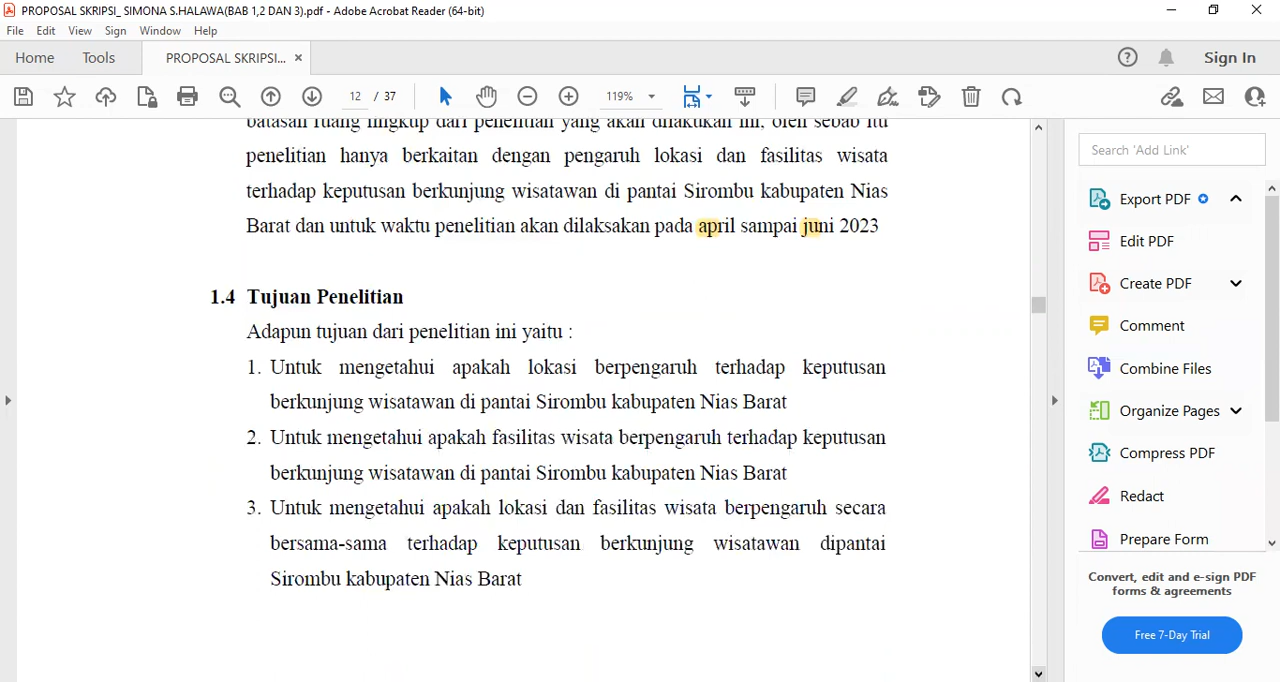 PROPOSAL SKRIPSI_ SIMONA S.HALAWA(BAB 1,2 DAN 3).pdf - Adobe Acrobat Reader (64-bit)
File Edit View Sign Window Help
Home Tools PROPOSAL SKRIPSI... × Sign In
12 / 37 119%
batasan ruang lingkup dari penelitian yang akan dilakukan ini, oleh sebab itu
penelitian hanya berkaitan dengan pengaruh lokasi dan fasilitas wisata
terhadap keputusan berkunjung wisatawan di pantai Sirombu kabupaten Nias
Barat dan untuk waktu penelitian akan dilaksakan pada april sampai juni 2023
1.4 Tujuan Penelitian
Adapun tujuan dari penelitian ini yaitu :
1. Untuk mengetahui apakah lokasi berpengaruh terhadap keputusan
berkunjung wisatawan di pantai Sirombu kabupaten Nias Barat
2. Untuk mengetahui apakah fasilitas wisata berpengaruh terhadap keputusan
berkunjung wisatawan di pantai Sirombu kabupaten Nias Barat
3. Untuk mengetahui apakah lokasi dan fasilitas wisata berpengaruh secara
bersama-sama terhadap keputusan berkunjung wisatawan dipantai
Sirombu kabupaten Nias Barat
Search 'Add Link'
Export PDF
Edit PDF
Create PDF
Comment
Combine Files
Organize Pages
Compress PDF
Redact
Prepare Form
Convert, edit and e-sign PDF
forms & agreements
Free 7-Day Trial